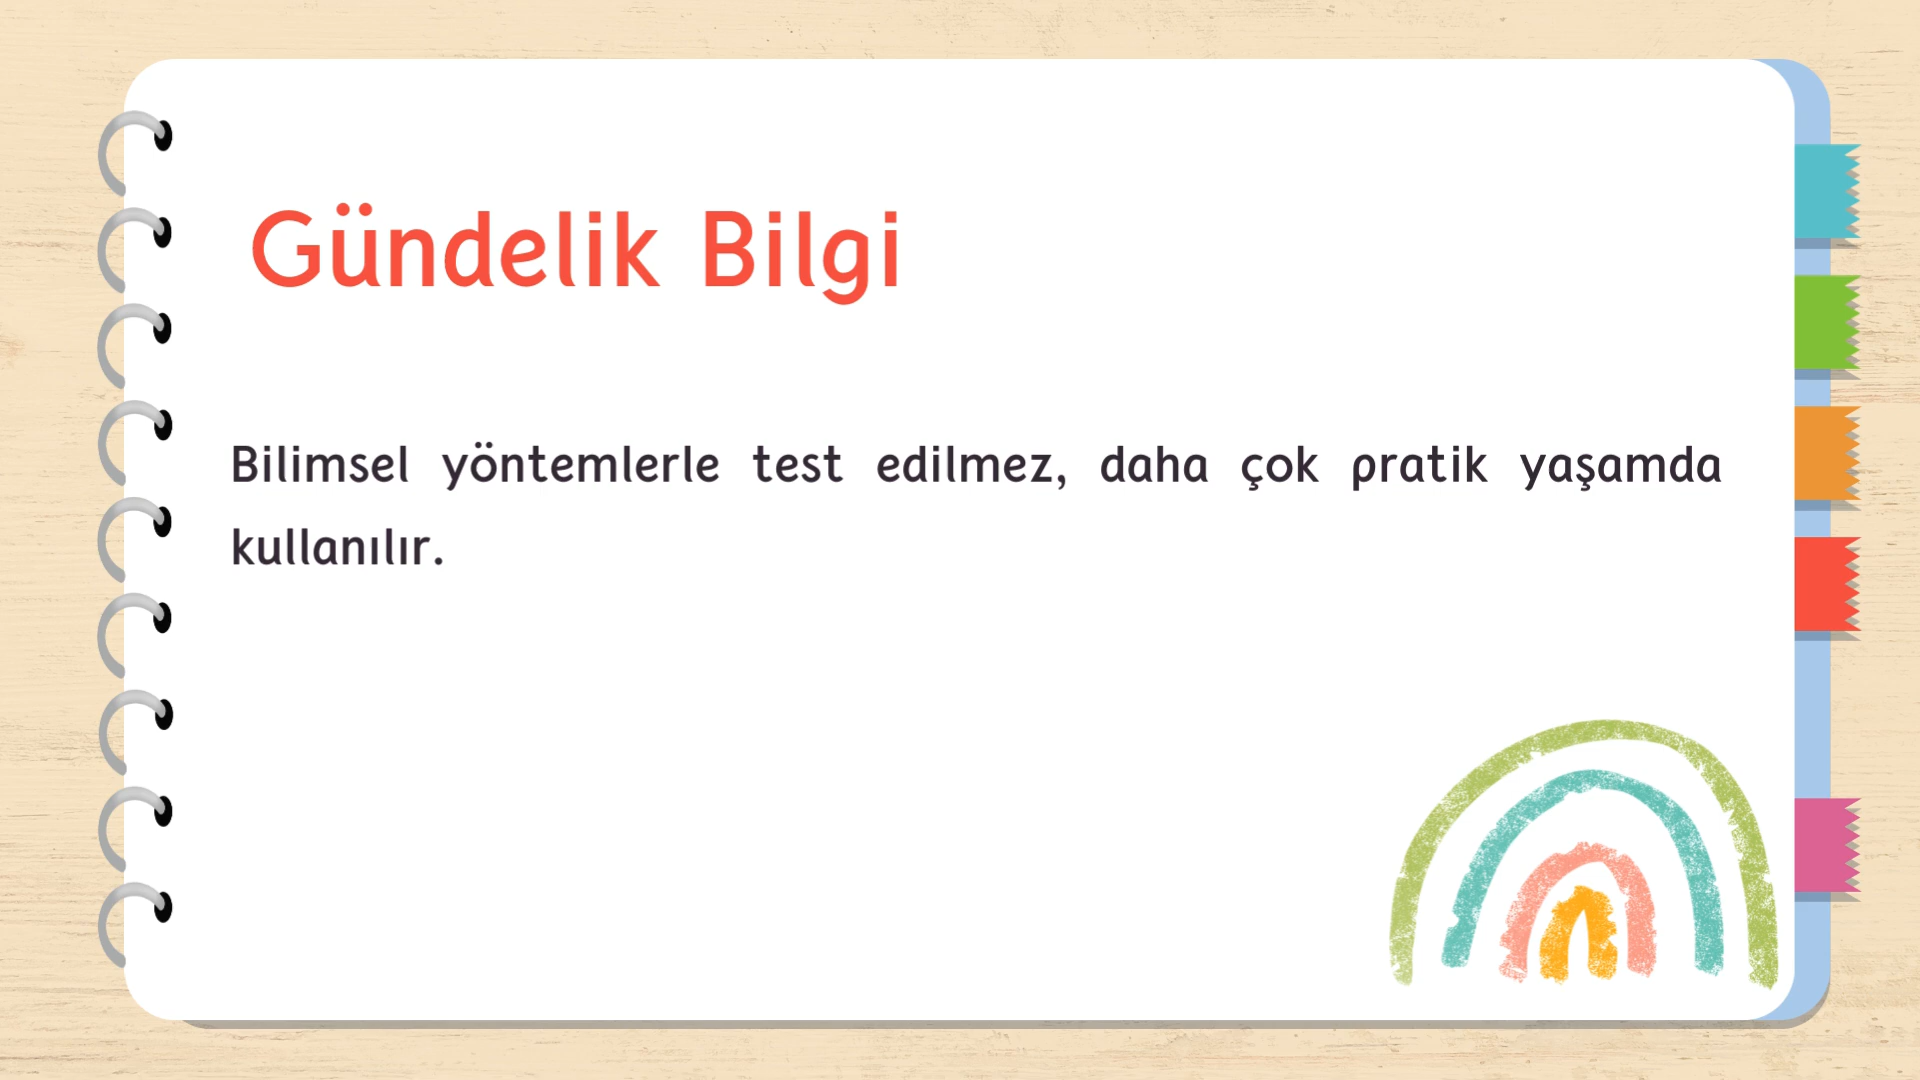 Gündelik Bilgi
Bilimsel yöntemlerle test edilmez, daha çok pratik yaşamda
kullanılır.